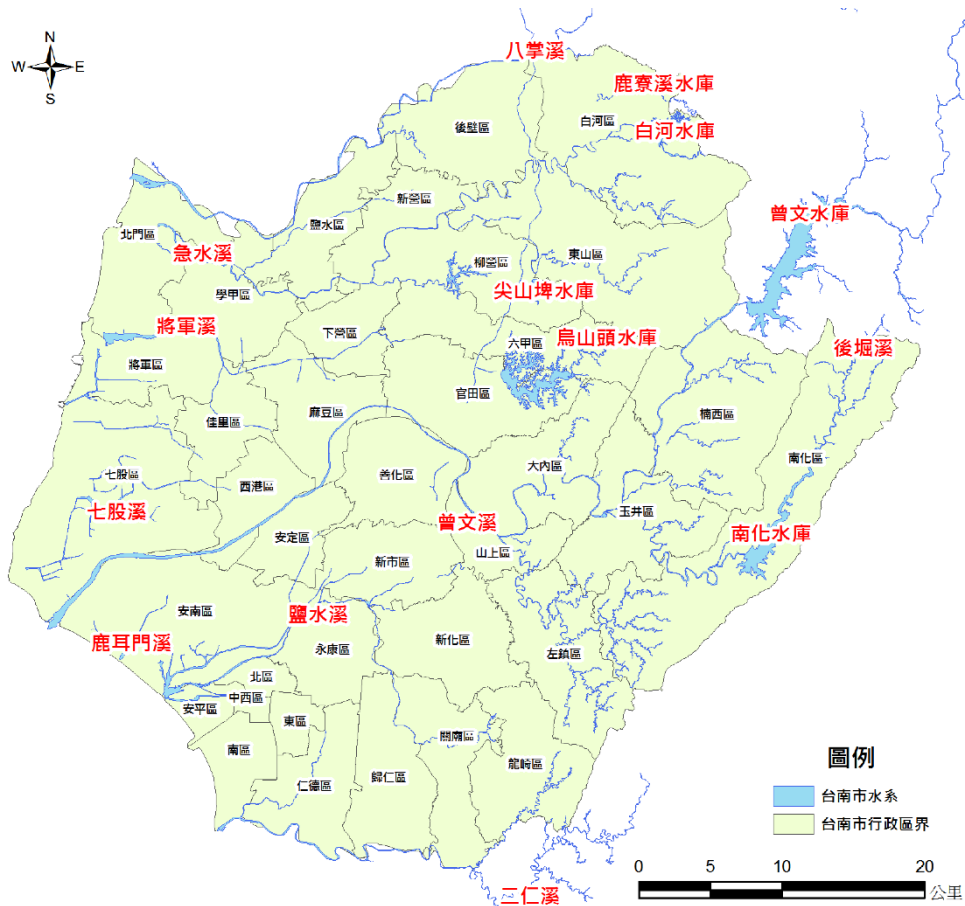 N
W E
S
八掌溪
鹿寮溪水庫
白河區
後壁區
白河水庫
新營區
曾文水庫
鹽水區
北門區
急水溪
柳營區
東山區
學甲區
尖山埤水庫
將軍溪
下營區
六甲區
烏山頭水庫
後堀溪
將軍區
官田區
麻豆區
楠西區
佳里區
南化區
大內區
七股區
善化區
西港區
七股溪
曾文溪
玉井區
安定區
南化水庫
山上區
新市區
安南區
鹽水溪
鹿耳門溪
新化區
永康區
左鎮區
北區
中西區
安平區
東區
南區
關廟區
龍崎區
仁德區
歸仁區
圖例
台南市水系
台南市行政區界
0 5 10 20
公里
二仁溪